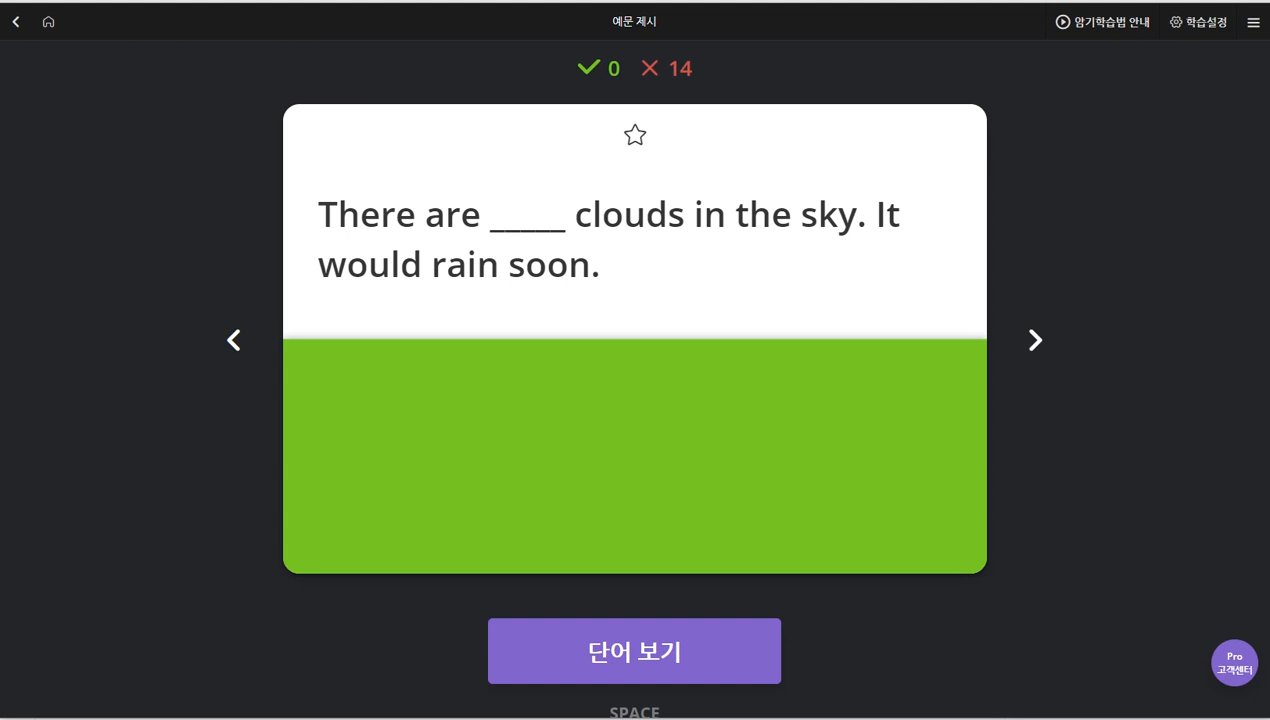 예문 제시
암기학습법 안내
학습설정
0
14
There are _____ clouds in the sky. It
would rain soon.
단어 보기
SPACE
Pro
고객센터